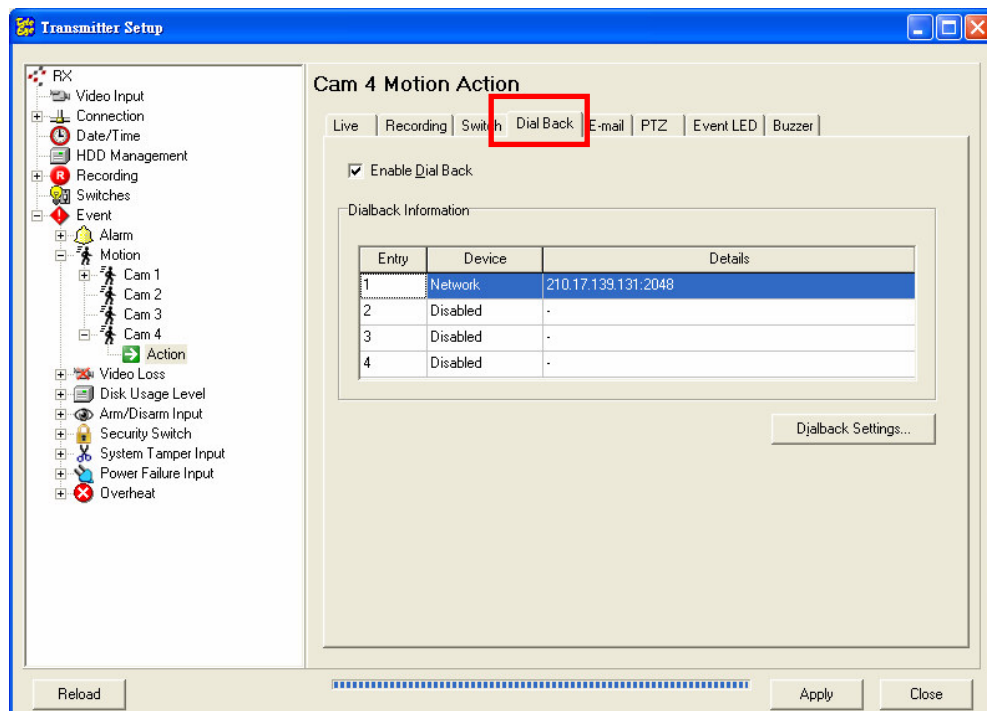 Transmitter Setup
RX
Video Input
Connection
Date/Time
HDD Management
R Recording
Switches
Event
Alarm
Motion
Cam 1
Cam 2
Cam 3
Cam 4
Action
Video Loss
Disk Usage Level
Arm/Disarm Input
Security Switch
System Tamper Input
Power Failure Input
Overheat
Reload
Cam 4 Motion Action
Live Recording Switch Dial Back E-mail PTZ Event LED Buzzer
Enable Dial Back
Dialback Information
Entry Device Details
1 Network 210.17.139.131:2048
2 Disabled -
3 Disabled -
4 Disabled -
Dialback Settings...
Apply Close